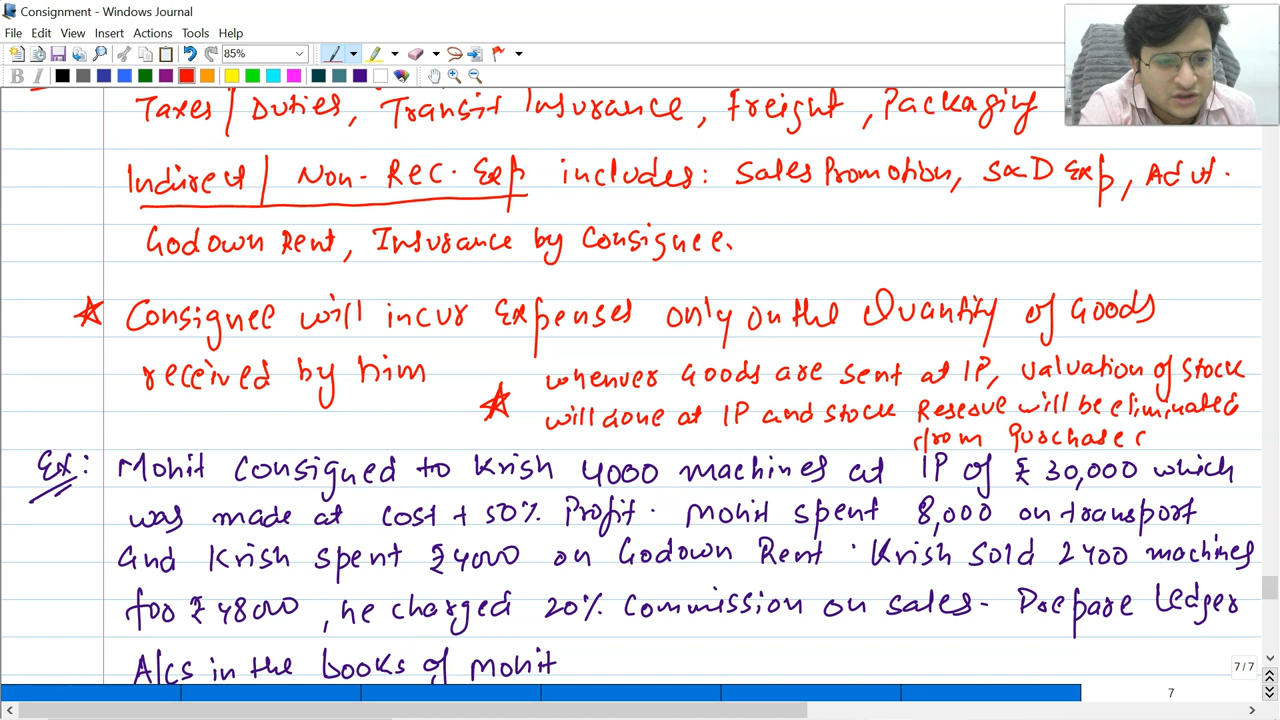 Consignment - Windows Journal
File Edit View Insert Actions Tools Help
85%
B I
Taxes / Duties, Transit Insurance, Freight, Packaging
Indirect / Non-Rec. Exp includes: Sales Promotion, S&D Exp, Advt.
Godown Rent, Insurance by Consignee.
☆ Consignee will incur Expenses only on the Quantity of Goods
received by him
☆ whenver Goods are sent at IP, valuation of stock
will done at IP and stock Reserve will be eliminated
from purchaser
Ex: Mohit Consigned to Krish 4000 machines at IP of ₹ 30,000 which
was made at cost + 50% Profit. Mohit spent 8,000 on transport
and Krish spent ₹4000 on Godown Rent. Krish sold 2400 machines
for ₹ 48000, he charged 20% Commission on sales. Prepare Ledger
A/cs in the books of Mohit
7 / 7
7